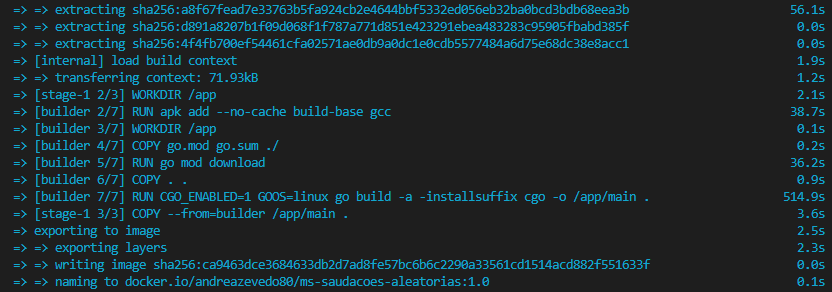 => => extracting sha256:a8f67fead7e33763b5fa924cb2e4644bbf5332ed056eb32ba0bcd3bdb68eea3b 56.1s
=> => extracting sha256:d891a8207b1f09d068f1f787a771d851e423291ebea483283c95905fbabd385f 0.0s
=> => extracting sha256:4f4fb700ef54461cfa02571ae0db9a0dc1e0cdb5577484a6d75e68dc38e8acc1 0.0s
=> [internal] load build context 1.9s
=> => transferring context: 71.93kB 1.2s
=> [stage-1 2/3] WORKDIR /app 2.1s
=> [builder 2/7] RUN apk add --no-cache build-base gcc 38.7s
=> [builder 3/7] WORKDIR /app 0.1s
=> [builder 4/7] COPY go.mod go.sum ./ 0.2s
=> [builder 5/7] RUN go mod download 36.2s
=> [builder 6/7] COPY . . 0.9s
=> [builder 7/7] RUN CGO_ENABLED=1 GOOS=linux go build -a -installsuffix cgo -o /app/main . 514.9s
=> [stage-1 3/3] COPY --from=builder /app/main . 3.6s
=> exporting to image 2.5s
=> => exporting layers 2.3s
=> => writing image sha256:ca9463dce3684633db2d7ad8fe57bc6b6c2290a33561cd1514acd882f551633f 0.0s
=> => naming to docker.io/andreazevedo80/ms-saudacoes-aleatorias:1.0 0.1s